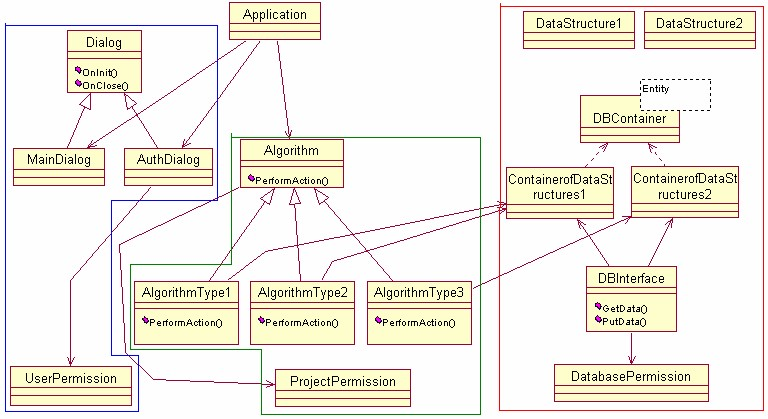 Application
DataStructure1
DataStructure2
Dialog
OnInit()
OnClose()
Entity
DBContainer
MainDialog
AuthDialog
Algorithm
PerformAction()
ContainerofDataSt
ructures1
ContainerofDataSt
ructures2
AlgorithmType1
PerformAction()
AlgorithmType2
PerformAction()
AlgorithmType3
PerformAction()
DBInterface
GetData()
PutData()
UserPermission
ProjectPermission
DatabasePermission